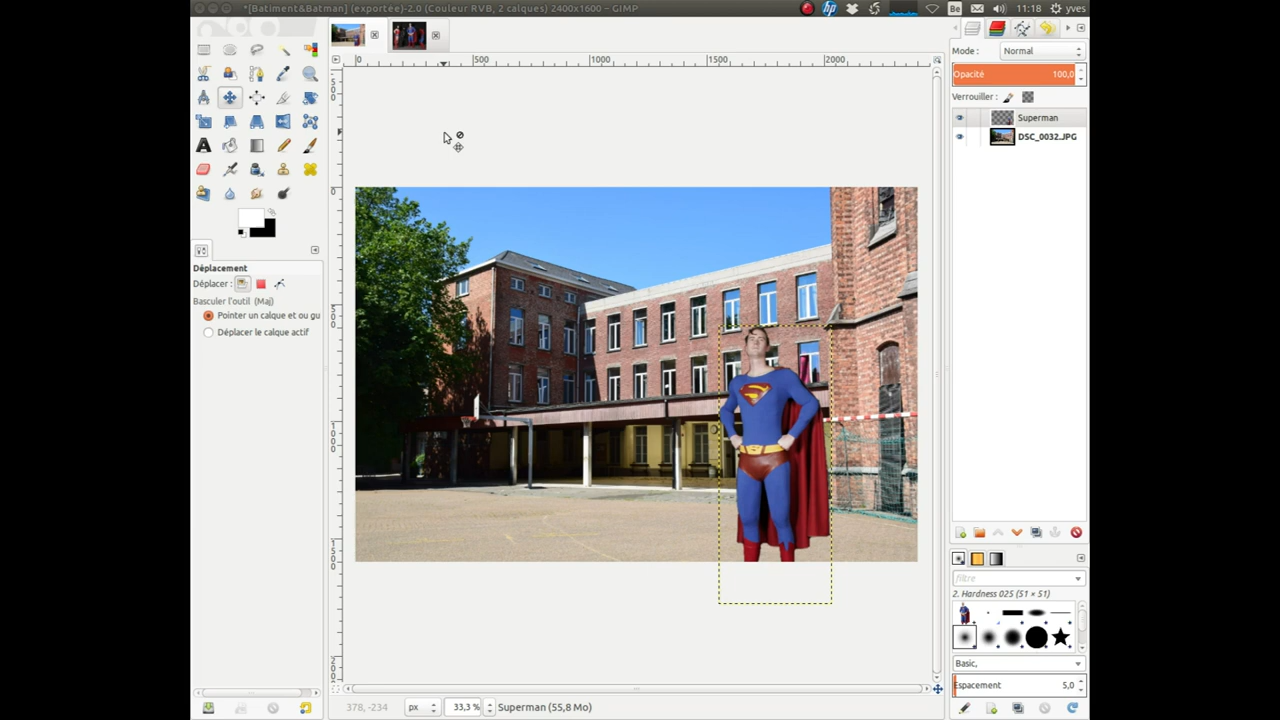 *[Batiment&Batman] (exportée)-2.0 (Couleur RVB, 2 calques) 2400x1600 – GIMP
Be
11:18
yves
0
500
1000
1500
2000
Mode :
Normal
Opacité
100,0
Verrouiller :
Superman
DSC_0032.JPG
Déplacement
Déplacer :
Basculer l'outil (Maj)
Pointer un calque et ou gu
Déplacer le calque actif
filtre
2. Hardness 025 (51 × 51)
Basic,
Espacement
5,0
378, -234
px
33,3 %
Superman (55,8 Mo)